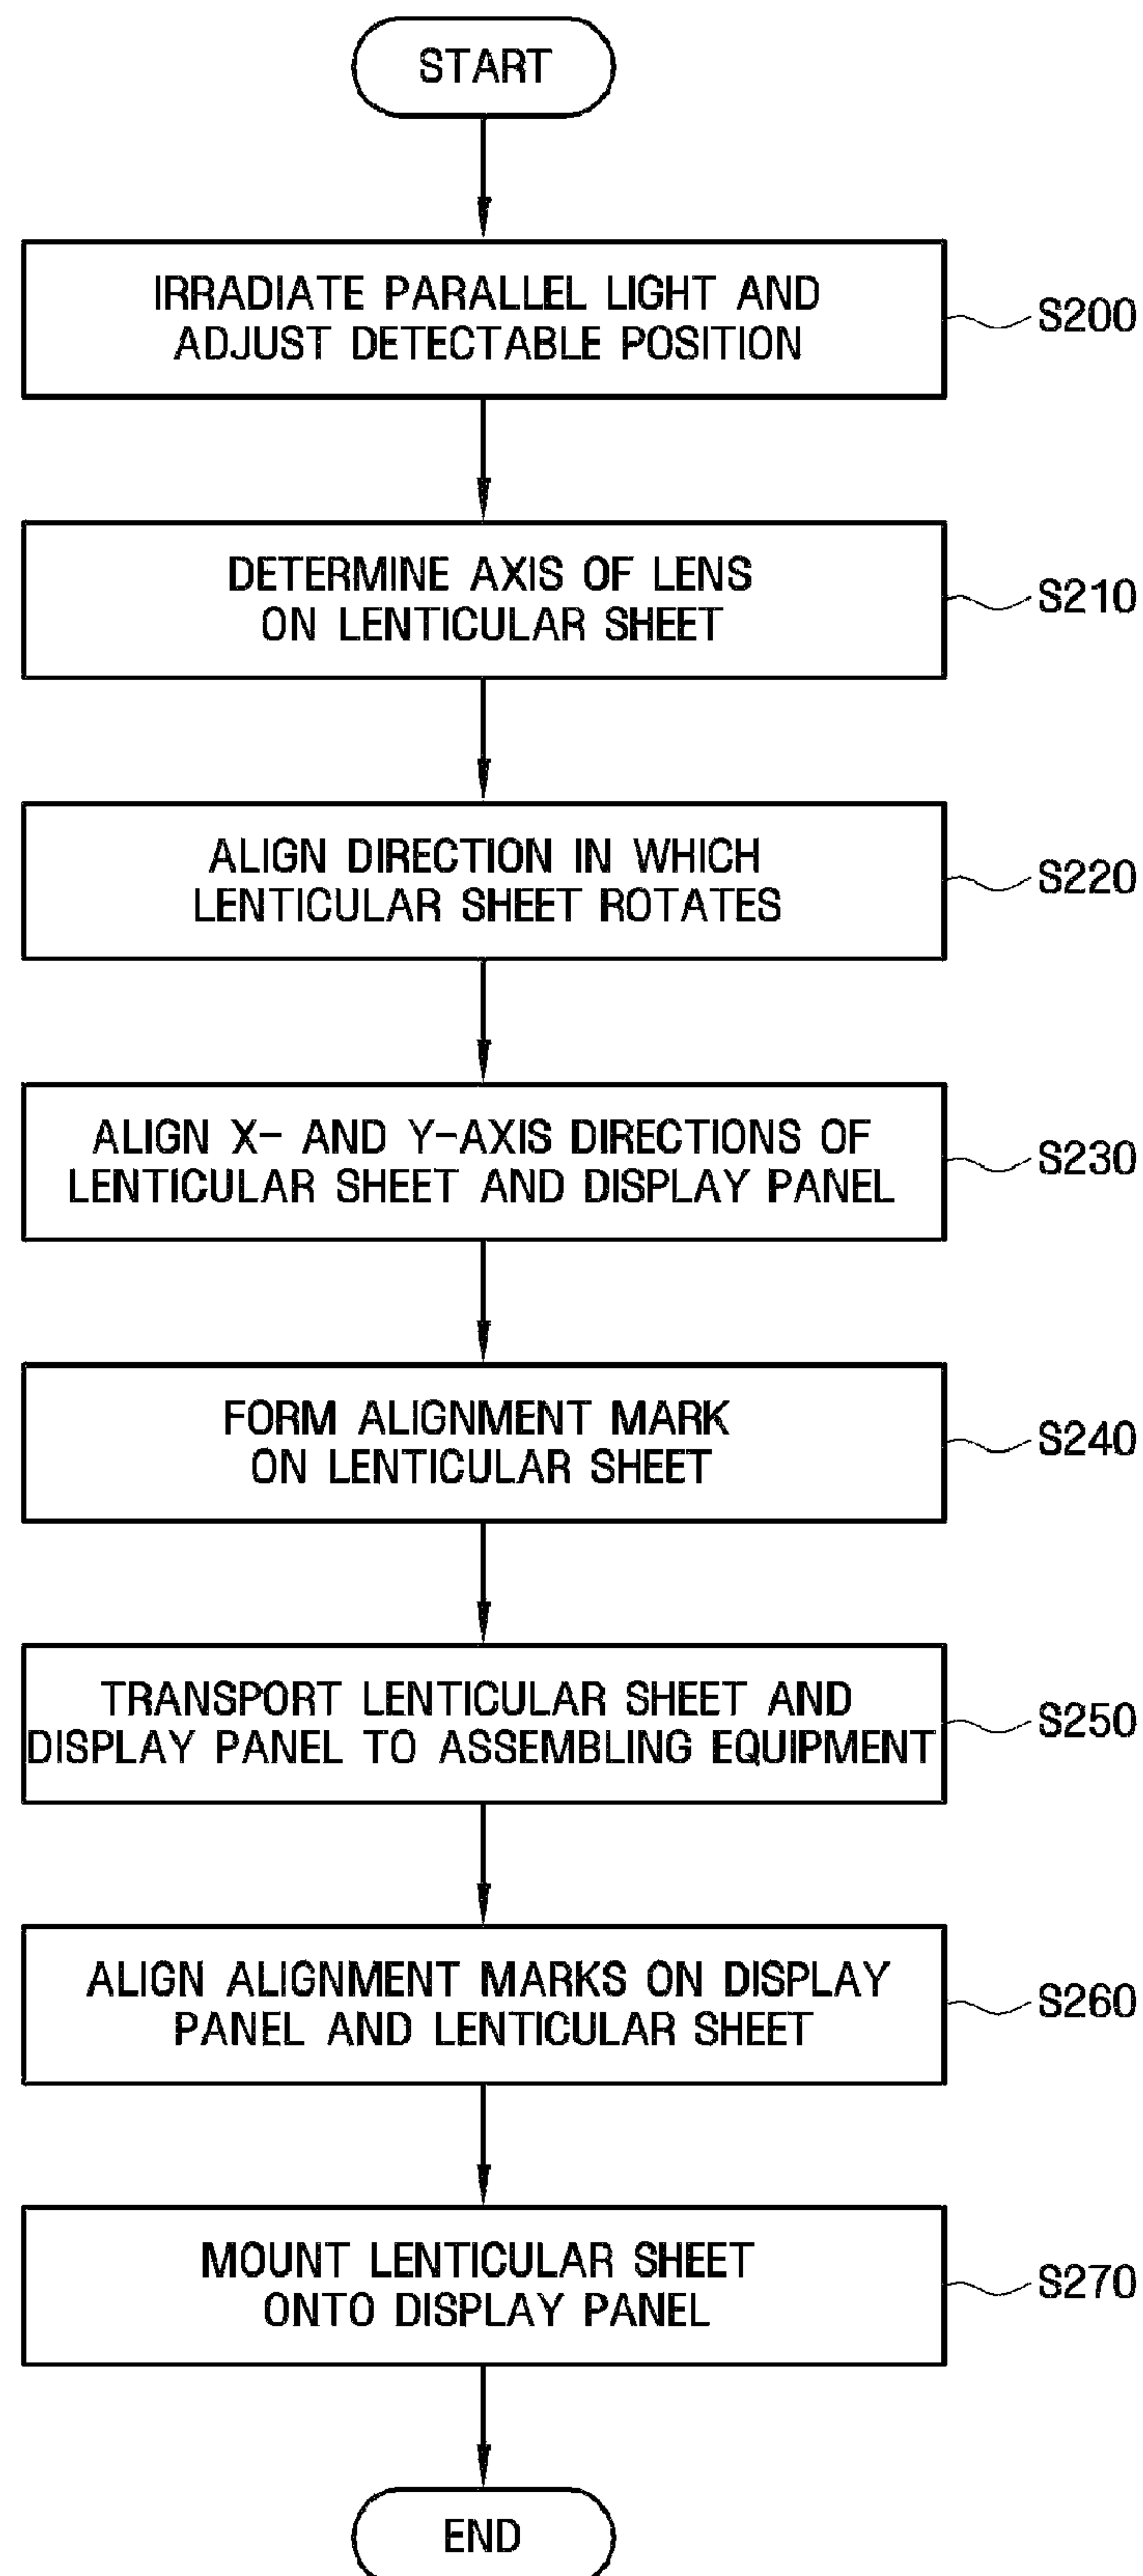 START
IRRADIATE PARALLEL LIGHT AND
ADJUST DETECTABLE POSITION
S200
DETERMINE AXIS OF LENS
ON LENTICULAR SHEET
S210
ALIGN DIRECTION IN WHICH
LENTICULAR SHEET ROTATES
S220
ALIGN X- AND Y-AXIS DIRECTIONS OF
LENTICULAR SHEET AND DISPLAY PANEL
S230
FORM ALIGNMENT MARK
ON LENTICULAR SHEET
S240
TRANSPORT LENTICULAR SHEET AND
DISPLAY PANEL TO ASSEMBLING EQUIPMENT
S250
ALIGN ALIGNMENT MARKS ON DISPLAY
PANEL AND LENTICULAR SHEET
S260
MOUNT LENTICULAR SHEET
ONTO DISPLAY PANEL
S270
END